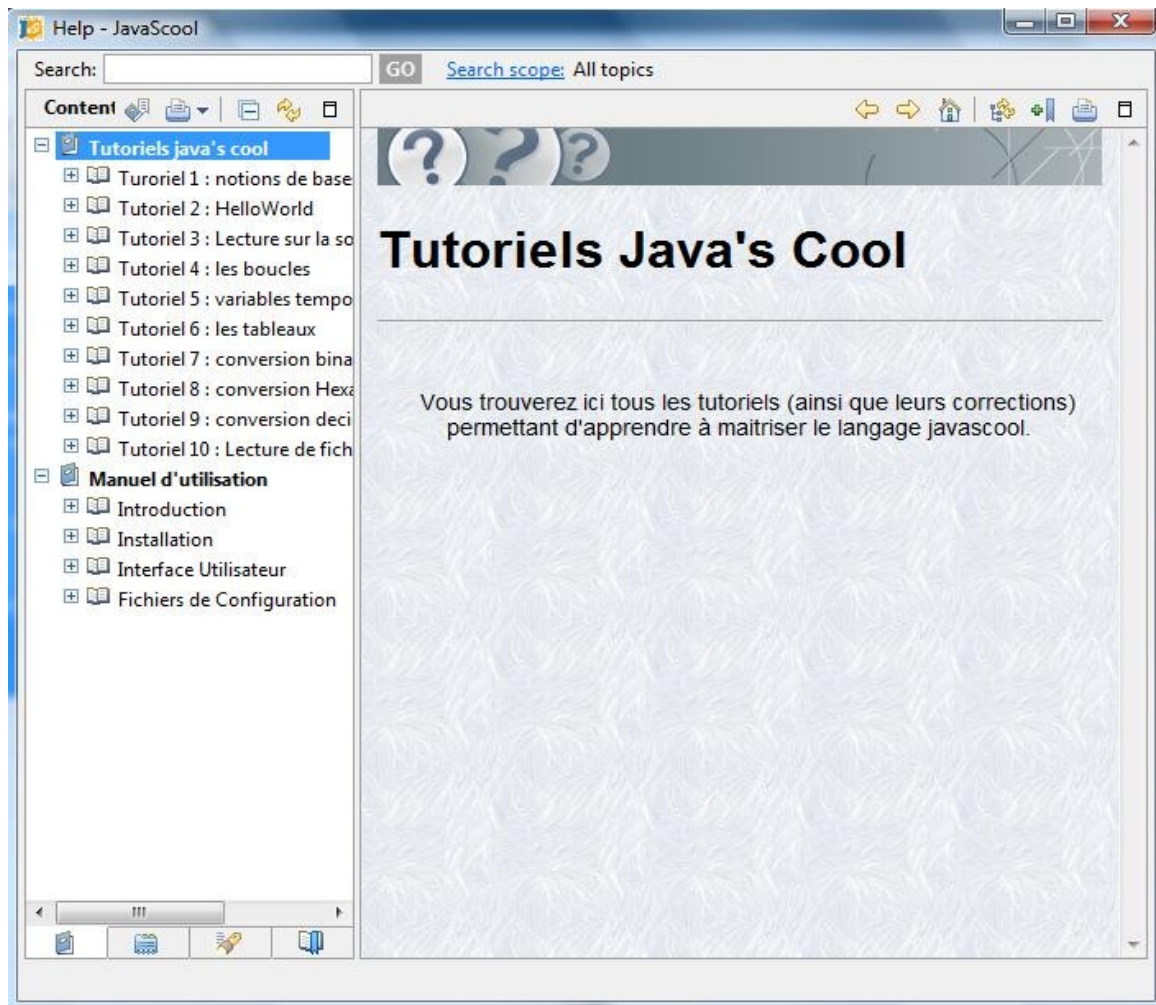 Help - JavaScool
Search:
GO
Search scope: All topics
Content
Tutoriels java's cool
Turoriel 1 : notions de base
Tutoriel 2 : HelloWorld
Tutoriel 3 : Lecture sur la so
Tutoriel 4 : les boucles
Tutoriel 5 : variables tempo
Tutoriel 6 : les tableaux
Tutoriel 7 : conversion bina
Tutoriel 8 : conversion Hexa
Tutoriel 9 : conversion deci
Tutoriel 10 : Lecture de fich
Manuel d'utilisation
Introduction
Installation
Interface Utilisateur
Fichiers de Configuration
???
Tutoriels Java's Cool
Vous trouverez ici tous les tutoriels (ainsi que leurs corrections)
permettant d'apprendre à maitriser le langage javascool.